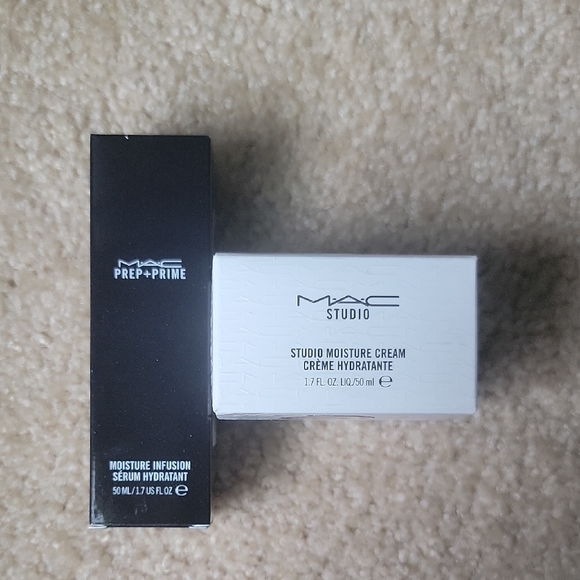 MAC
PREP+PRIME
MOISTURE INFUSION
SÉRUM HYDRATANT
50 ML / 1.7 US FL OZ e
MAC
STUDIO
STUDIO MOISTURE CREAM
CRÈME HYDRATANTE
1.7 FL. OZ. LIQ./50 ml e